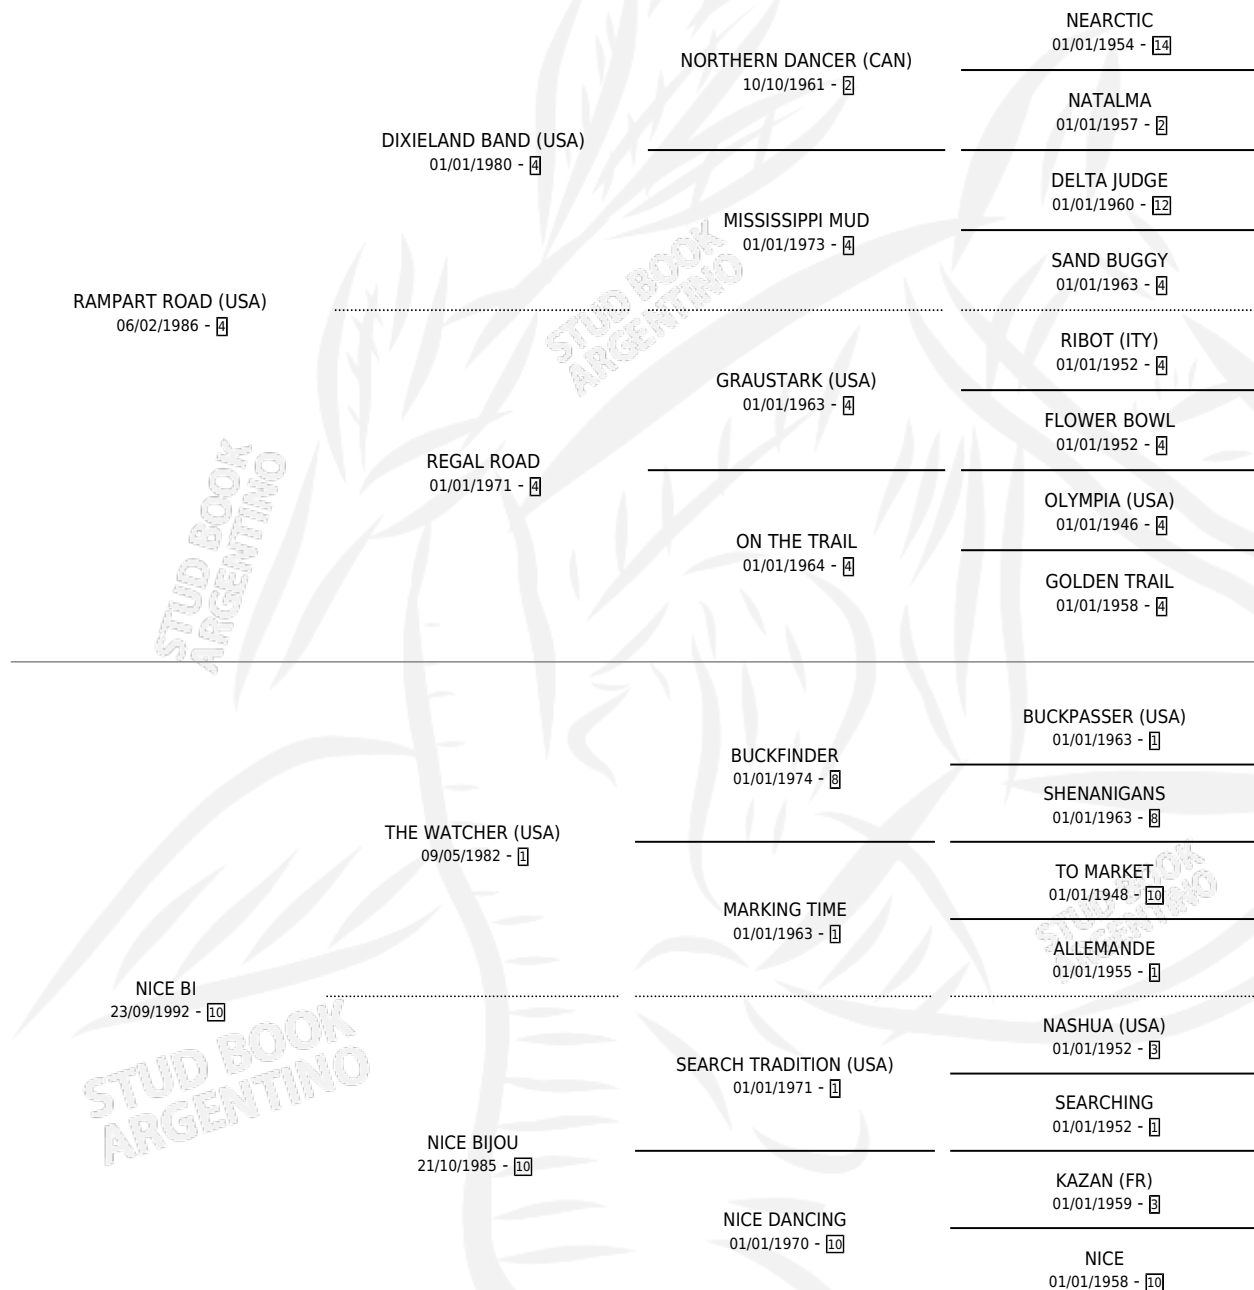 NEARCTIC
01/01/1954 - 14
NORTHERN DANCER (CAN)
10/10/1961 - 2
NATALMA
01/01/1957 - 2
DIXIELAND BAND (USA)
01/01/1980 - 4
DELTA JUDGE
01/01/1960 - 12
MISSISSIPPI MUD
01/01/1973 - 4
SAND BUGGY
01/01/1963 - 4
STUD BOOK
ARGENTINO
RAMPART ROAD (USA)
06/02/1986 - 4
RIBOT (ITY)
01/01/1952 - 4
GRAUSTARK (USA)
01/01/1963 - 4
FLOWER BOWL
01/01/1952 - 4
REGAL ROAD
01/01/1971 - 4
OLYMPIA (USA)
01/01/1946 - 4
ON THE TRAIL
01/01/1964 - 4
GOLDEN TRAIL
01/01/1958 - 4
STUD BOOK
ARGENTINO
BUCKPASSER (USA)
01/01/1963 - 1
BUCKFINDER
01/01/1974 - 8
SHENANIGANS
01/01/1963 - 8
THE WATCHER (USA)
09/05/1982 - 1
TO MARKET
01/01/1948 - 10
MARKING TIME
01/01/1963 - 1
ALLEMANDE
01/01/1955 - 1
STUD BOOK
ARGENTINO
NICE BI
23/09/1992 - 10
NASHUA (USA)
01/01/1952 - 3
SEARCH TRADITION (USA)
01/01/1971 - 1
SEARCHING
01/01/1952 - 1
NICE BIJOU
21/10/1985 - 10
KAZAN (FR)
01/01/1959 - 3
NICE DANCING
01/01/1970 - 10
NICE
01/01/1958 - 10
STUD BOOK
ARGENTINO